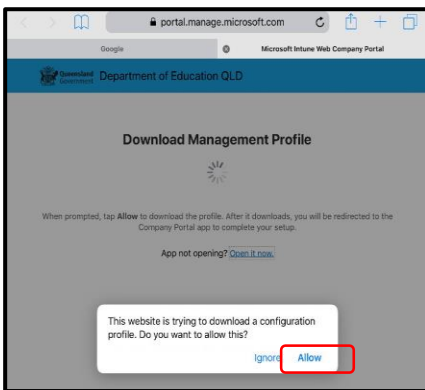 portal.manage.microsoft.com
Google
Microsoft Intune Web Company Portal
Queensland
Government
Department of Education QLD
Download Management Profile
When prompted, tap Allow to download the profile. After it downloads, you will be redirected to the
Company Portal app to complete your setup.
App not opening? Open it now.
This website is trying to download a configuration
profile. Do you want to allow this?
Ignore
Allow